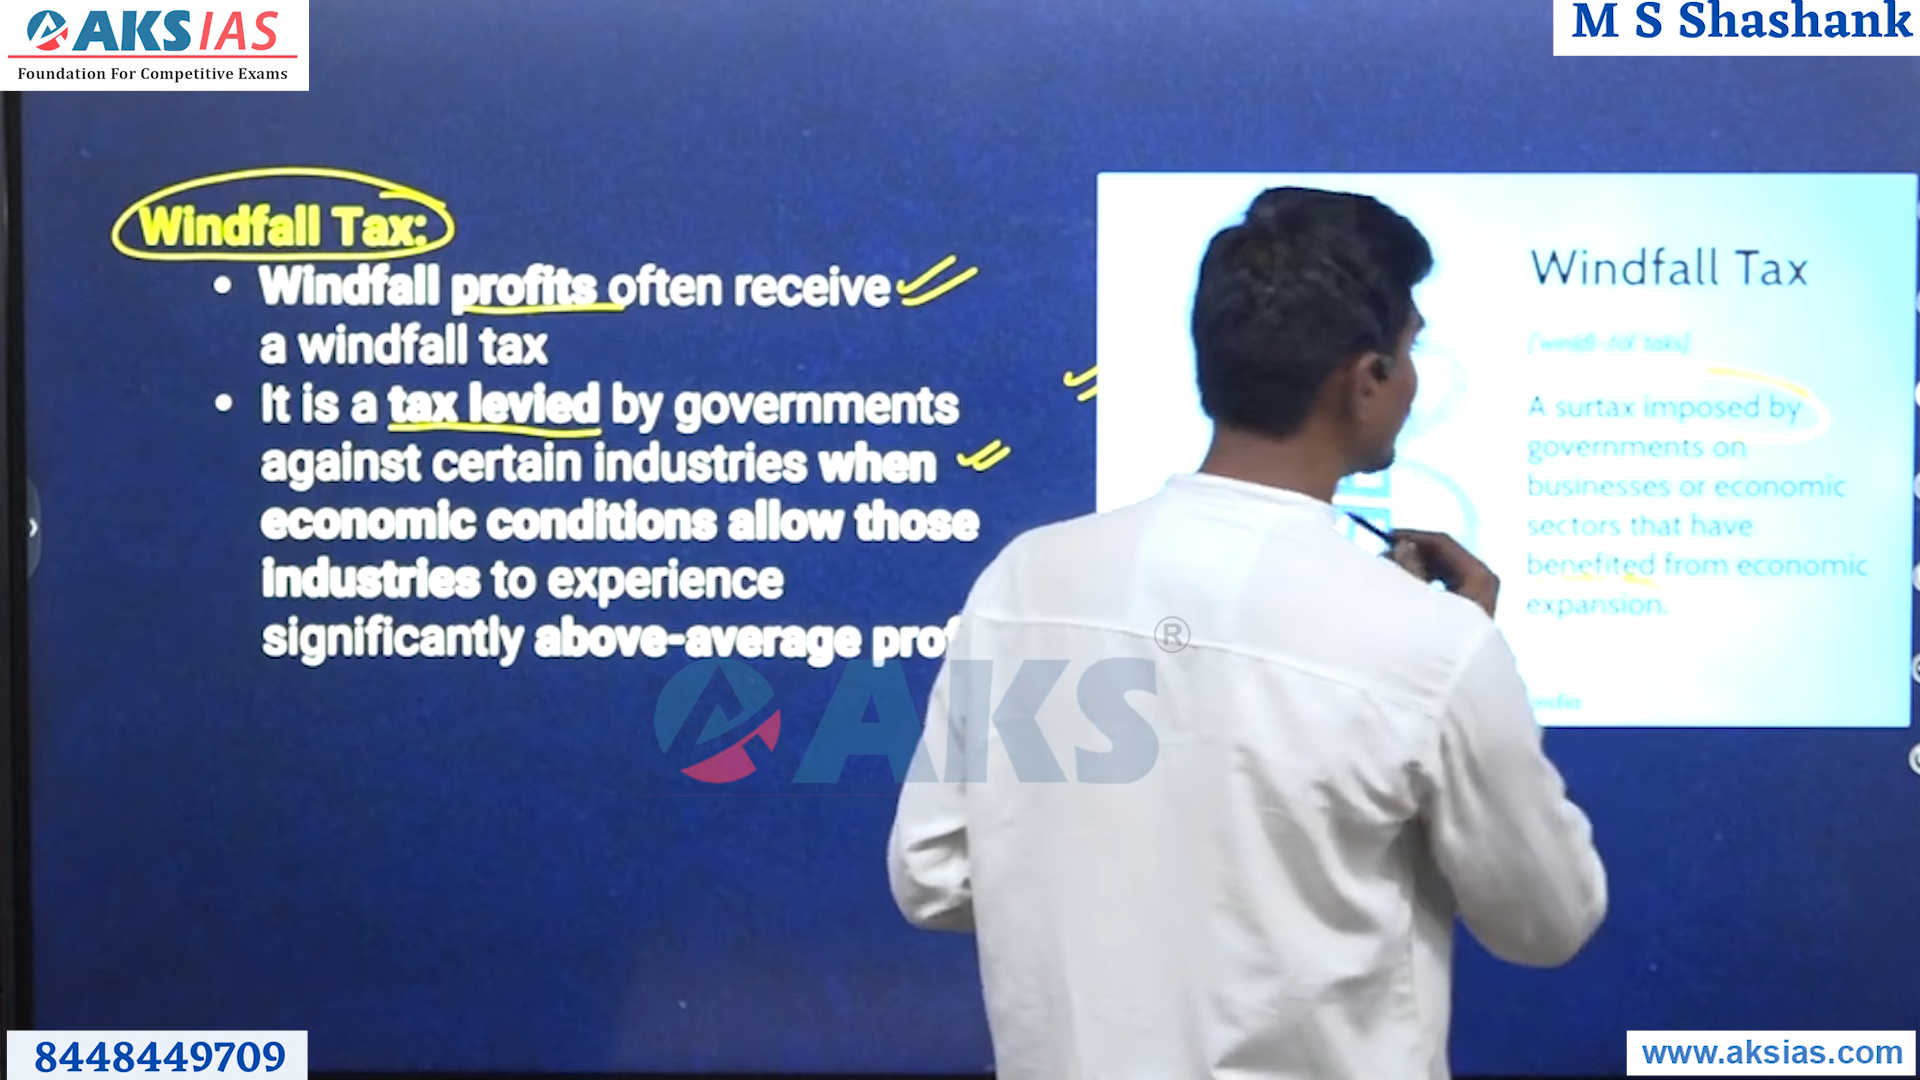 AKS IAS
Foundation For Competitive Exams
M S Shashank
Windfall Tax:
• Windfall profits often receive
a windfall tax
• It is a tax levied by governments
against certain industries when
economic conditions allow those
industries to experience
significantly above-average
Windfall Tax
A surtax imposed by
governments on
businesses or economic
sectors that have
benefited from economic
expansion.
AKS®
8448449709
www.aksias.com